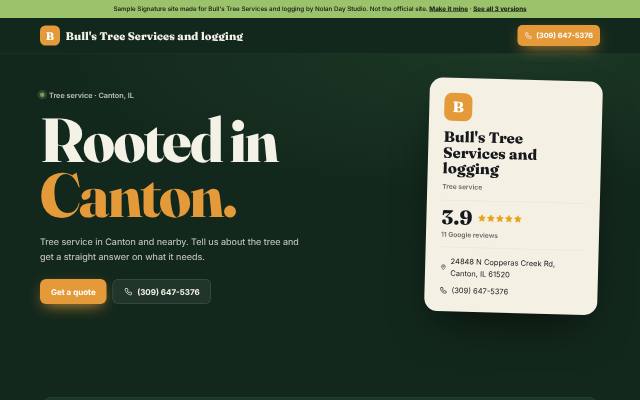 Sample Signature site made for Bull's Tree Services and logging by Nolan Day Studio. Not the official site. Make it mine · See all 3 versions
B Bull's Tree Services and logging
(309) 647-5376
Tree service · Canton, IL
Rooted in
Canton.
Tree service in Canton and nearby. Tell us about the tree and
get a straight answer on what it needs.
Get a quote
(309) 647-5376
B
Bull's Tree
Services and
logging
Tree service
3.9
11 Google reviews
24848 N Copperas Creek Rd,
Canton, IL 61520
(309) 647-5376